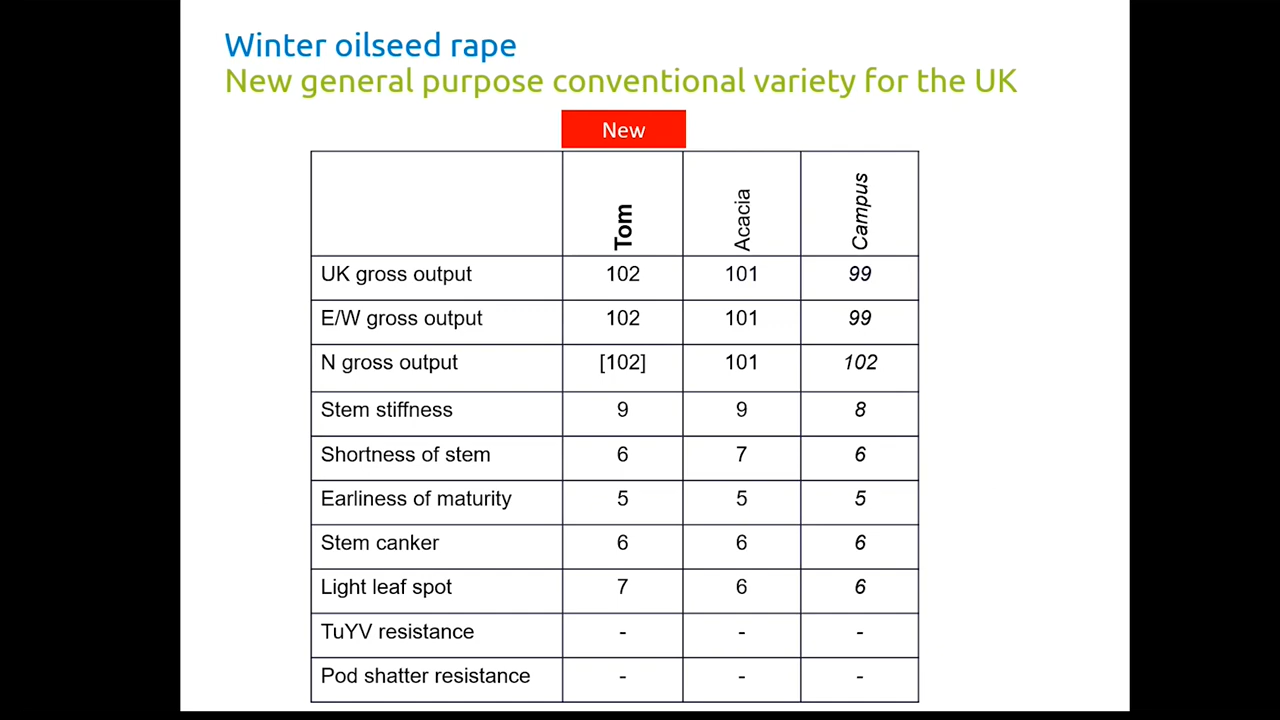 Winter oilseed rape
New general purpose conventional variety for the UK
New
Tom Acacia Campus
UK gross output 102 101 99
E/W gross output 102 101 99
N gross output [102] 101 102
Stem stiffness 9 9 8
Shortness of stem 6 7 6
Earliness of maturity 5 5 5
Stem canker 6 6 6
Light leaf spot 7 6 6
TuYV resistance - - -
Pod shatter resistance - - -